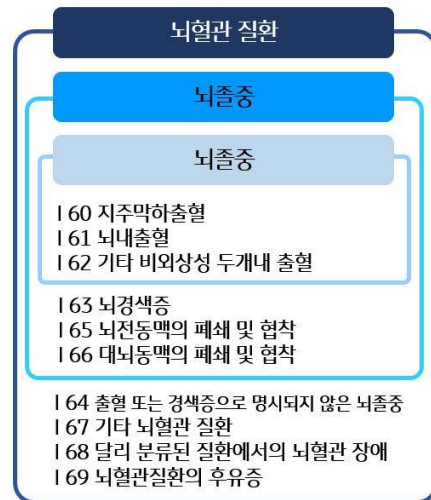 뇌혈관 질환
뇌졸중
뇌졸중
I 60 지주막하출혈
I 61 뇌내출혈
I 62 기타 비외상성 두개내 출혈
I 63 뇌경색증
I 65 뇌전동맥의 폐쇄 및 협착
I 66 대뇌동맥의 폐쇄 및 협착
I 64 출혈 또는 경색증으로 명시되지 않은 뇌졸중
I 67 기타 뇌혈관 질환
I 68 달리 분류된 질환에서의 뇌혈관 장애
I 69 뇌혈관질환의 후유증